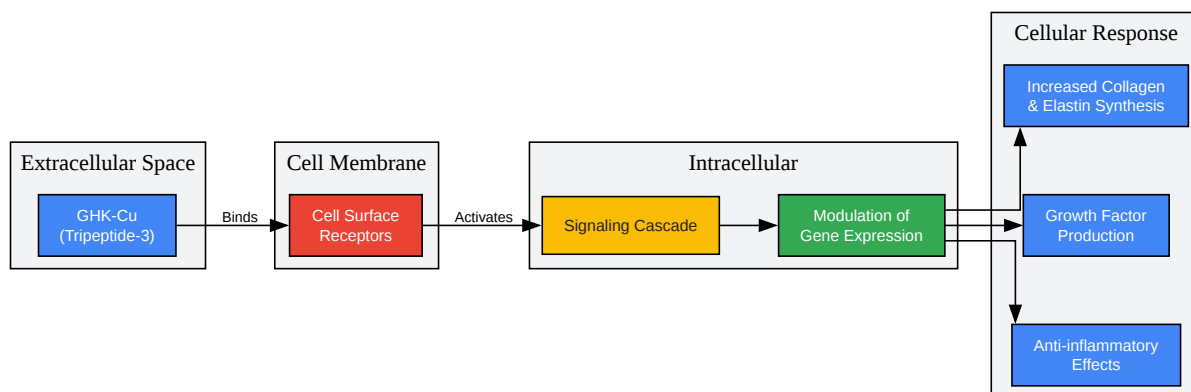 Extracellular Space
GHK-Cu
(Tripeptide-3)
Binds
Cell Membrane
Cell Surface
Receptors
Activates
Intracellular
Signaling Cascade
Modulation of
Gene Expression
Cellular Response
Increased Collagen
& Elastin Synthesis
Growth Factor
Production
Anti-inflammatory
Effects